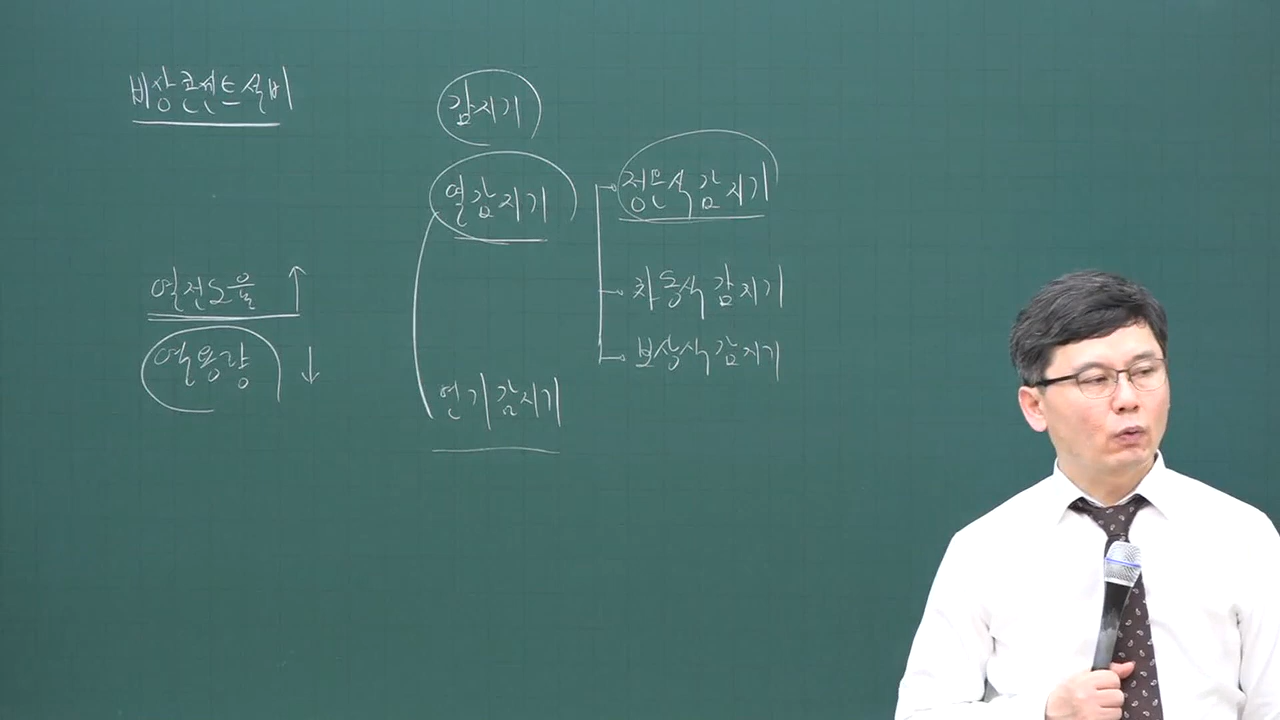 비상콘센트설비
열전도율 ↑
열용량 ↓
감지기
열감지기
연기감지기
정온식감지기
차동식감지기
보상식감지기